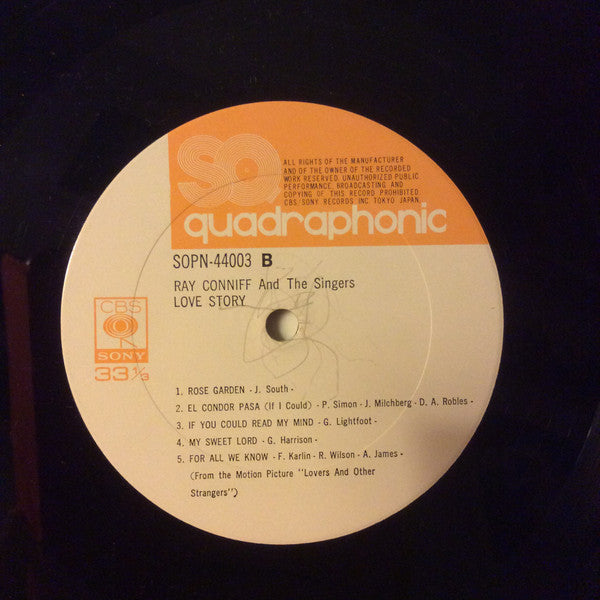 SQ
ALL RIGHTS OF THE MANUFACTURER
AND OF THE OWNER OF THE RECORDED
WORK RESERVED. UNAUTHORIZED PUBLIC
PERFORMANCE, BROADCASTING AND
COPYING OF THIS RECORD PROHIBITED
CBS/SONY RECORDS INC. TOKYO JAPAN.
quadraphonic
SOPN-44003 B
RAY CONNIFF And The Singers
LOVE STORY
CBS
SONY
33 1/3
1. ROSE GARDEN - J. South -
2. EL CONDOR PASA (If I Could) - P. Simon - J. Milchberg - D. A. Robles -
3. IF YOU COULD READ MY MIND - G. Lightfoot -
4. MY SWEET LORD - G. Harrison -
5. FOR ALL WE KNOW - F. Karlin - R. Wilson - A. James -
(From the Motion Picture "Lovers And Other
Strangers")